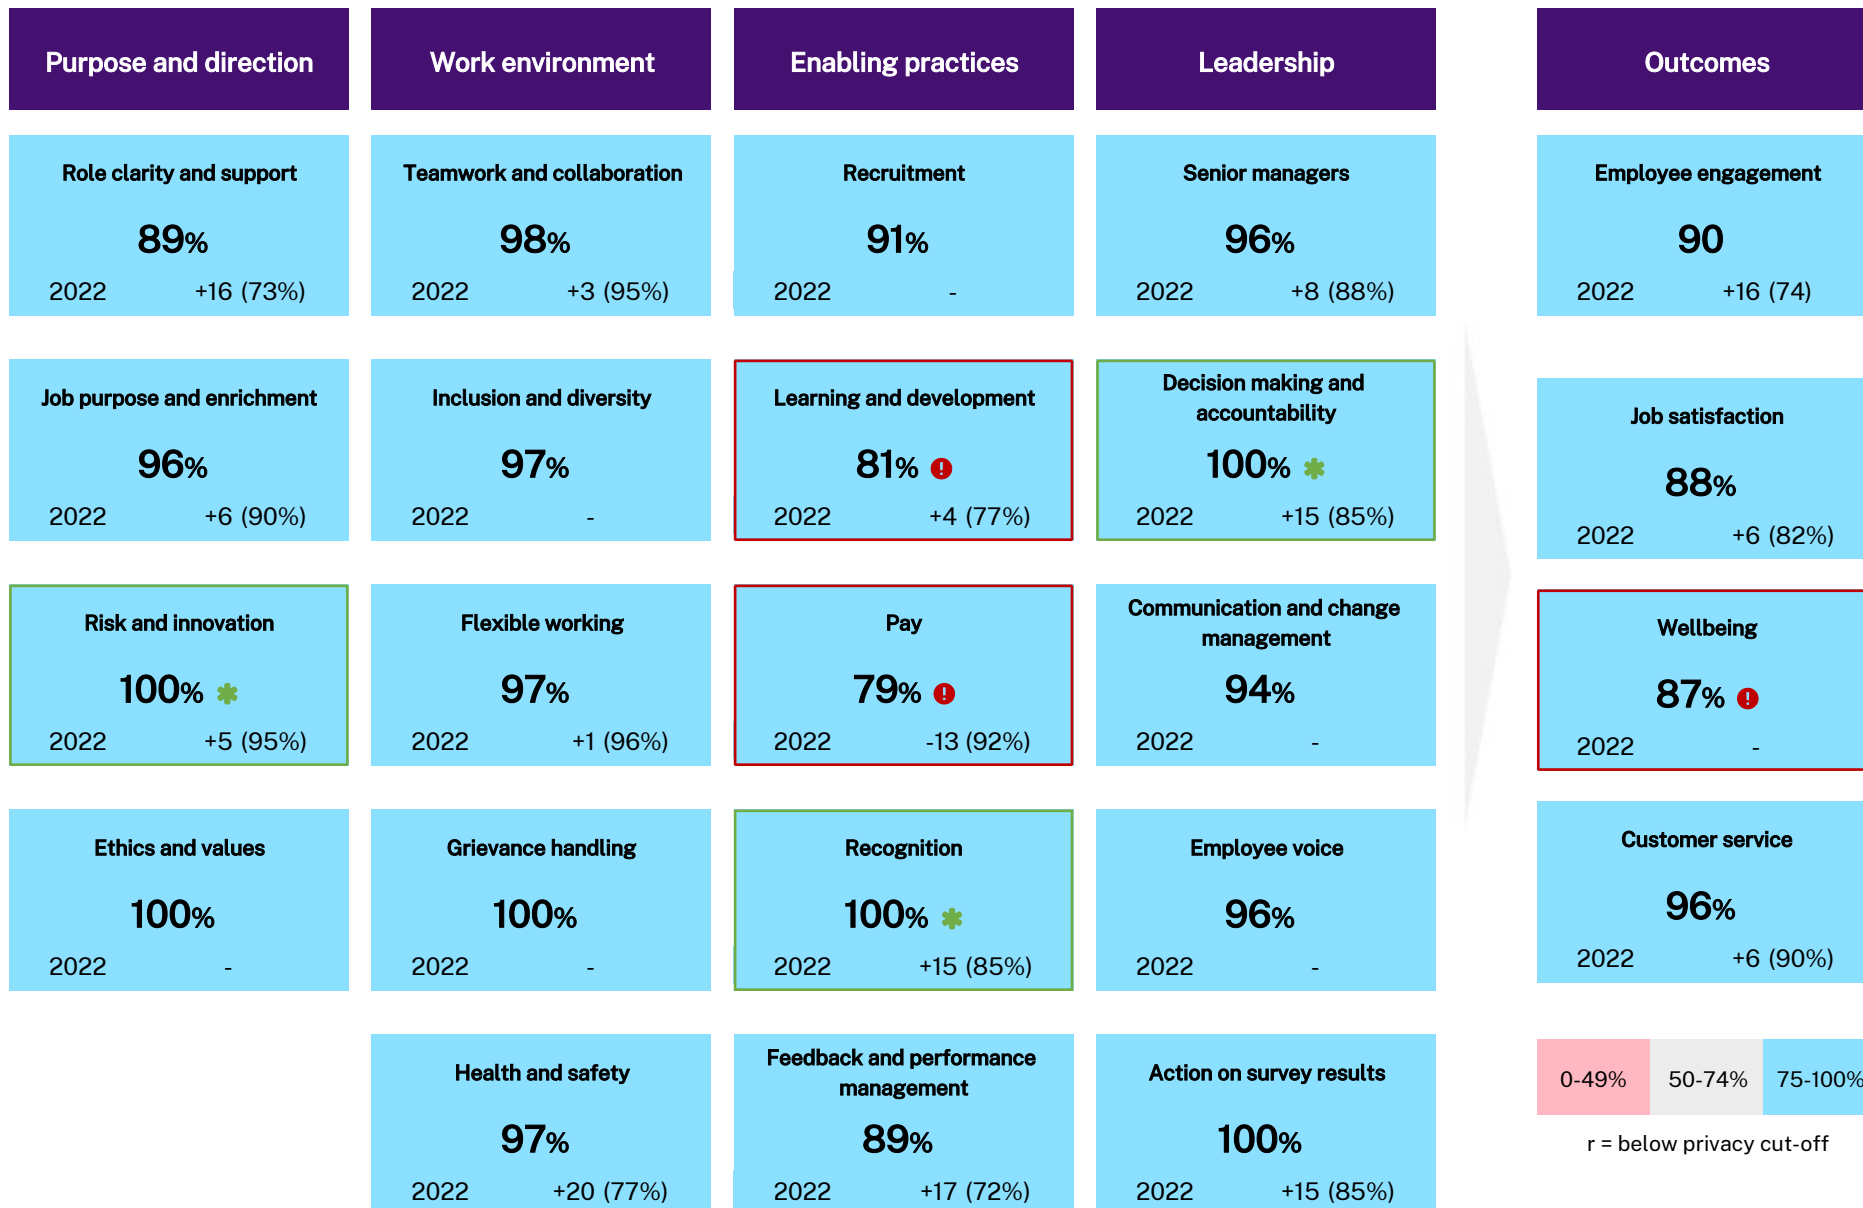 Purpose and direction
Role clarity and support
89%
2022 +16 (73%)
Job purpose and enrichment
96%
2022 +6 (90%)
Risk and innovation
100%
2022 +5 (95%)
Ethics and values
100%
2022 -
Work environment
Teamwork and collaboration
98%
2022 +3 (95%)
Inclusion and diversity
97%
2022 -
Flexible working
97%
2022 +1 (96%)
Grievance handling
100%
2022 -
Health and safety
97%
2022 +20 (77%)
Enabling practices
Recruitment
91%
2022 -
Learning and development
81%
2022 +4 (77%)
Pay
79%
2022 -13 (92%)
Recognition
100%
2022 +15 (85%)
Feedback and performance
management
89%
2022 +17 (72%)
Leadership
Senior managers
96%
2022 +8 (88%)
Decision making and
accountability
100%
2022 +15 (85%)
Communication and change
management
94%
2022 -
Employee voice
96%
2022 -
Action on survey results
100%
2022 +15 (85%)
Outcomes
Employee engagement
90
2022 +16 (74)
Job satisfaction
88%
2022 +6 (82%)
Wellbeing
87%
2022 -
Customer service
96%
2022 +6 (90%)
0-49% 50-74% 75-100%
r = below privacy cut-off